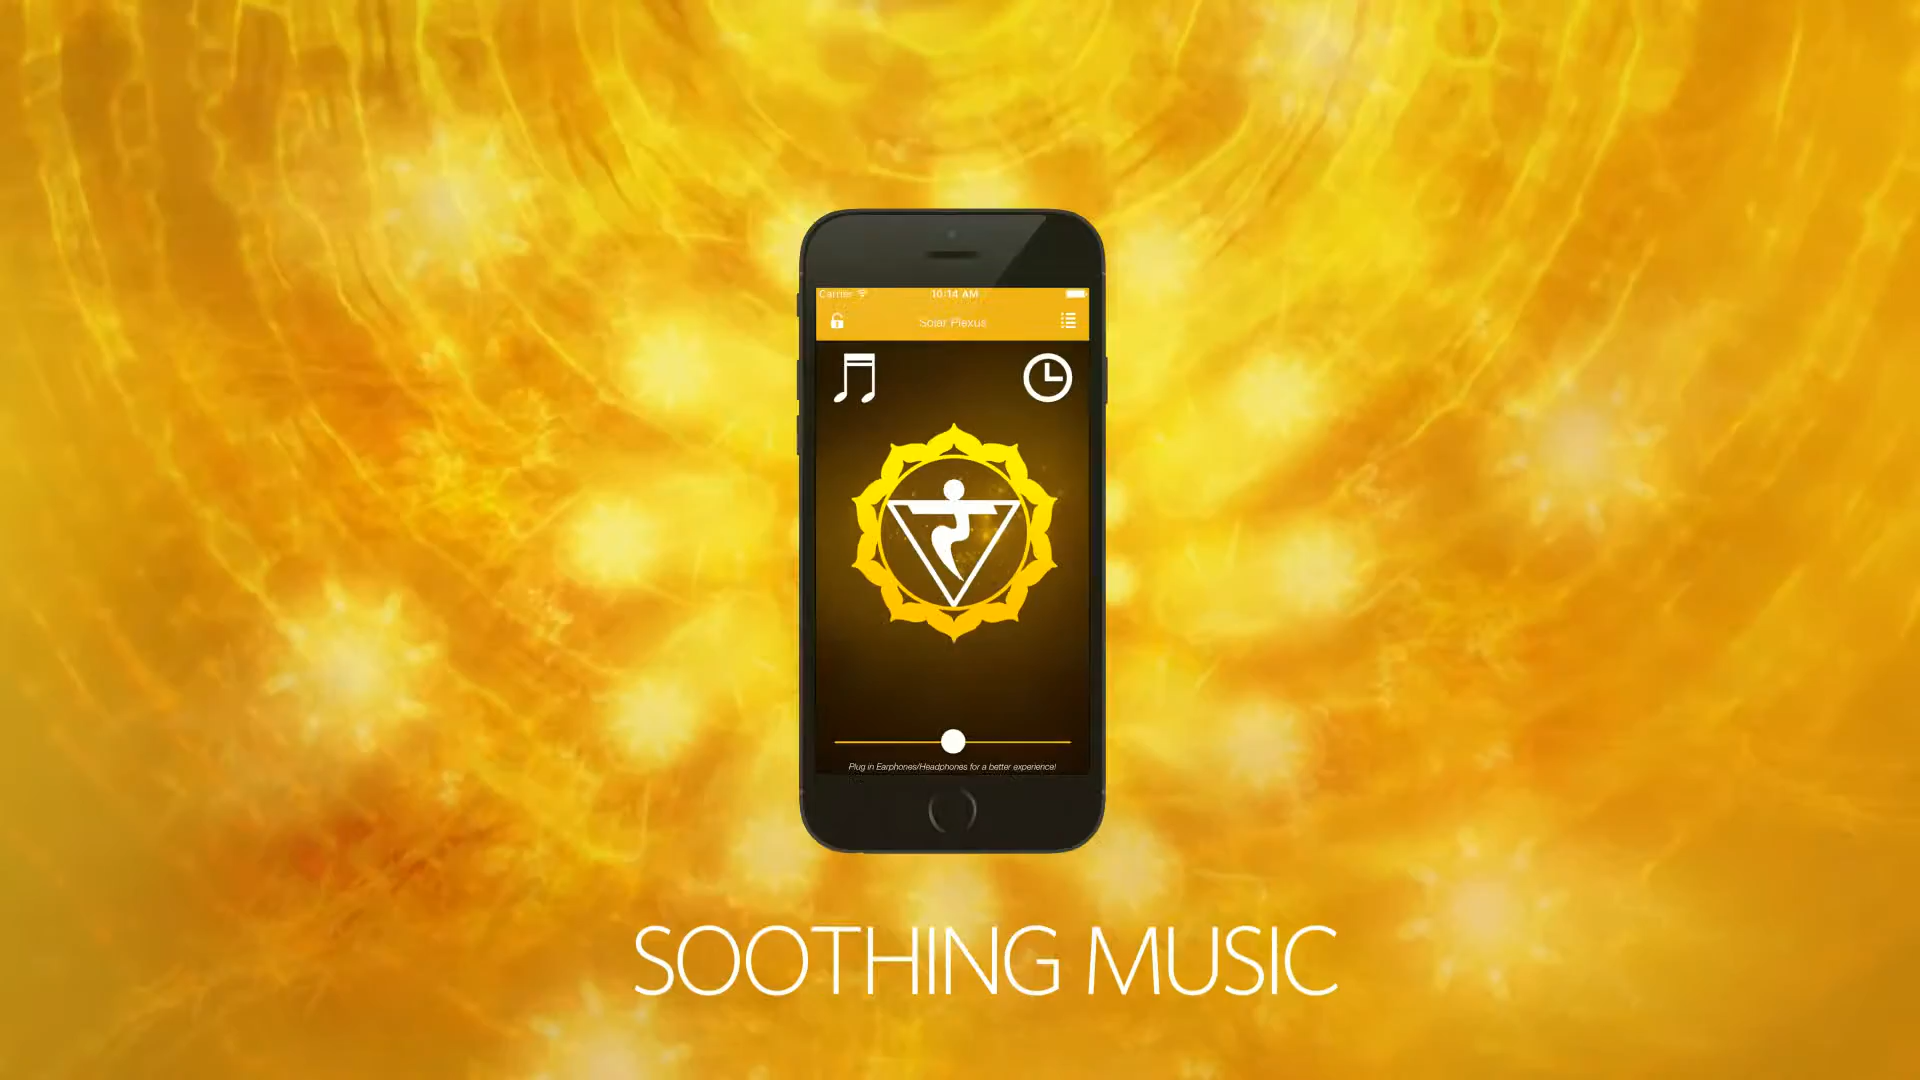 Carrier 10:14 AM
Solar Plexus
Plug in Earphones/Headphones for a better experience!
SOOTHING MUSIC